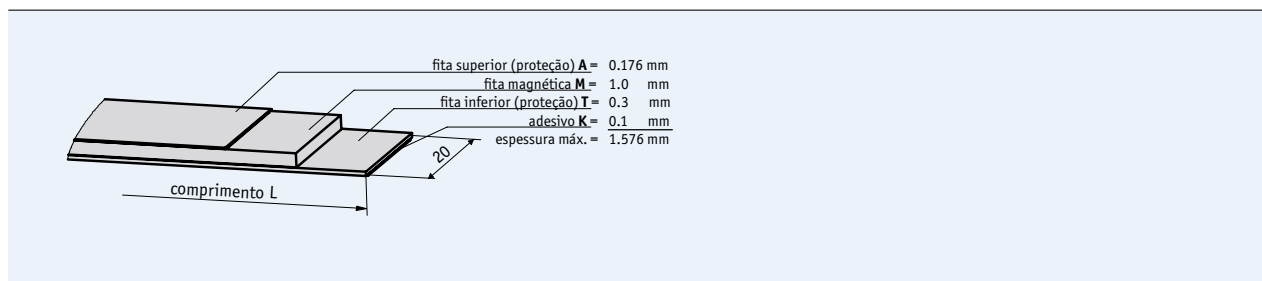 fita superior (proteção) A = 0.176 mm
fita magnética M = 1.0 mm
fita inferior (proteção) T = 0.3 mm
adesivo K = 0.1 mm
espessura máx. = 1.576 mm
20
comprimento L